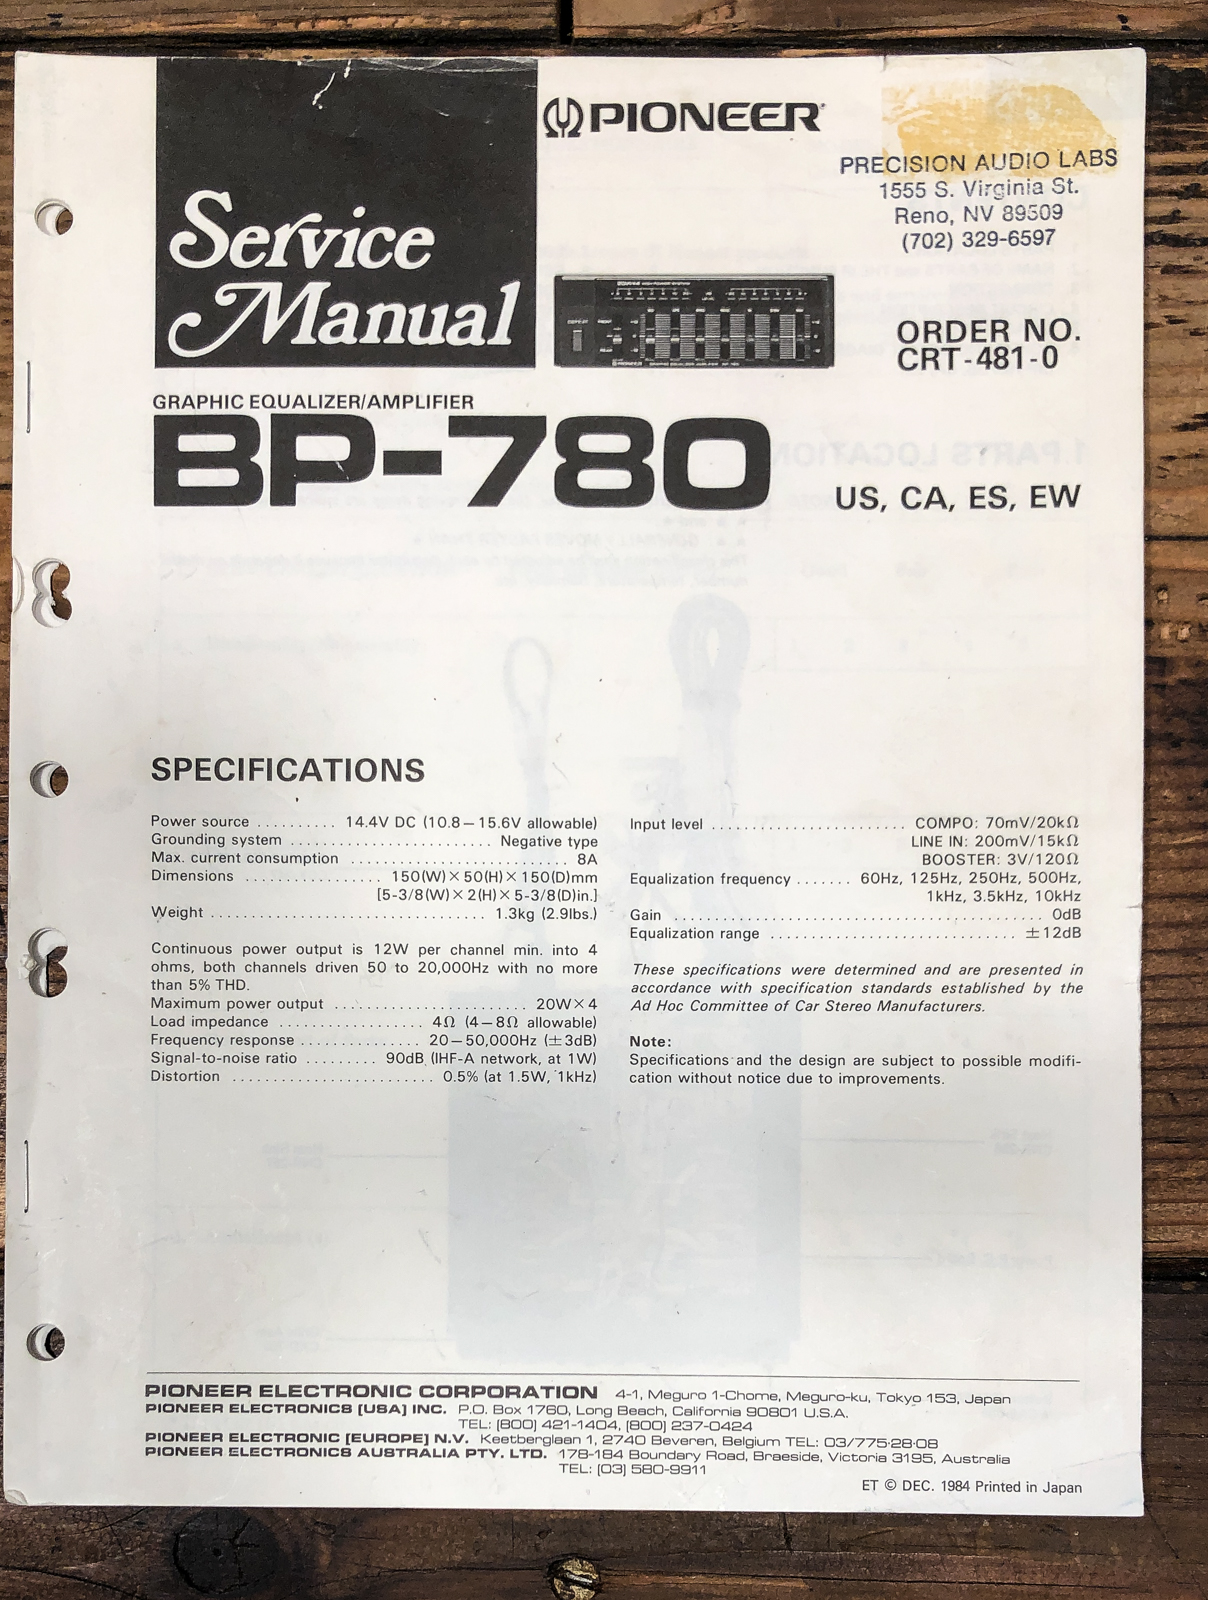 PIONEER
PRECISION AUDIO LABS
1555 S. Virginia St.
Reno, NV 89509
(702) 329-6597
Service
Manual
ORDER NO.
CRT-481-0
GRAPHIC EQUALIZER/AMPLIFIER
BP-780
US, CA, ES, EW
SPECIFICATIONS
Power source .......... 14.4V DC (10.8–15.6V allowable)
Grounding system ......................... Negative type
Max. current consumption ........................... 8A
Dimensions ................. 150(W)×50(H)×150(D)mm
[5-3/8(W)×2(H)×5-3/8(D)in.]
Weight .................................. 1.3kg (2.9lbs.)
Continuous power output is 12W per channel min. into 4
ohms, both channels driven 50 to 20,000Hz with no more
than 5% THD.
Maximum power output ........................ 20W×4
Load impedance .................. 4Ω (4–8Ω allowable)
Frequency response ............... 20–50,000Hz (±3dB)
Signal-to-noise ratio ......... 90dB (IHF-A network, at 1W)
Distortion ......................... 0.5% (at 1.5W, 1kHz)
Input level ........................ COMPO: 70mV/20kΩ
LINE IN: 200mV/15kΩ
BOOSTER: 3V/120Ω
Equalization frequency ....... 60Hz, 125Hz, 250Hz, 500Hz,
1kHz, 3.5kHz, 10kHz
Gain .............................................. 0dB
Equalization range .............................. ±12dB
These specifications were determined and are presented in
accordance with specification standards established by the
Ad Hoc Committee of Car Stereo Manufacturers.
Note:
Specifications and the design are subject to possible modifi-
cation without notice due to improvements.
PIONEER ELECTRONIC CORPORATION 4-1, Meguro 1-Chome, Meguro-ku, Tokyo 153, Japan
PIONEER ELECTRONICS [USA] INC. P.O. Box 1760, Long Beach, California 90801 U.S.A.
TEL: [800] 421-1404, [800] 237-0424
PIONEER ELECTRONIC [EUROPE] N.V. Keetberglaan 1, 2740 Beveren, Belgium TEL: 03/775·28·08
PIONEER ELECTRONICS AUSTRALIA PTY. LTD. 178-184 Boundary Road, Braeside, Victoria 3195, Australia
TEL: [03] 580-9911
ET © DEC. 1984 Printed in Japan